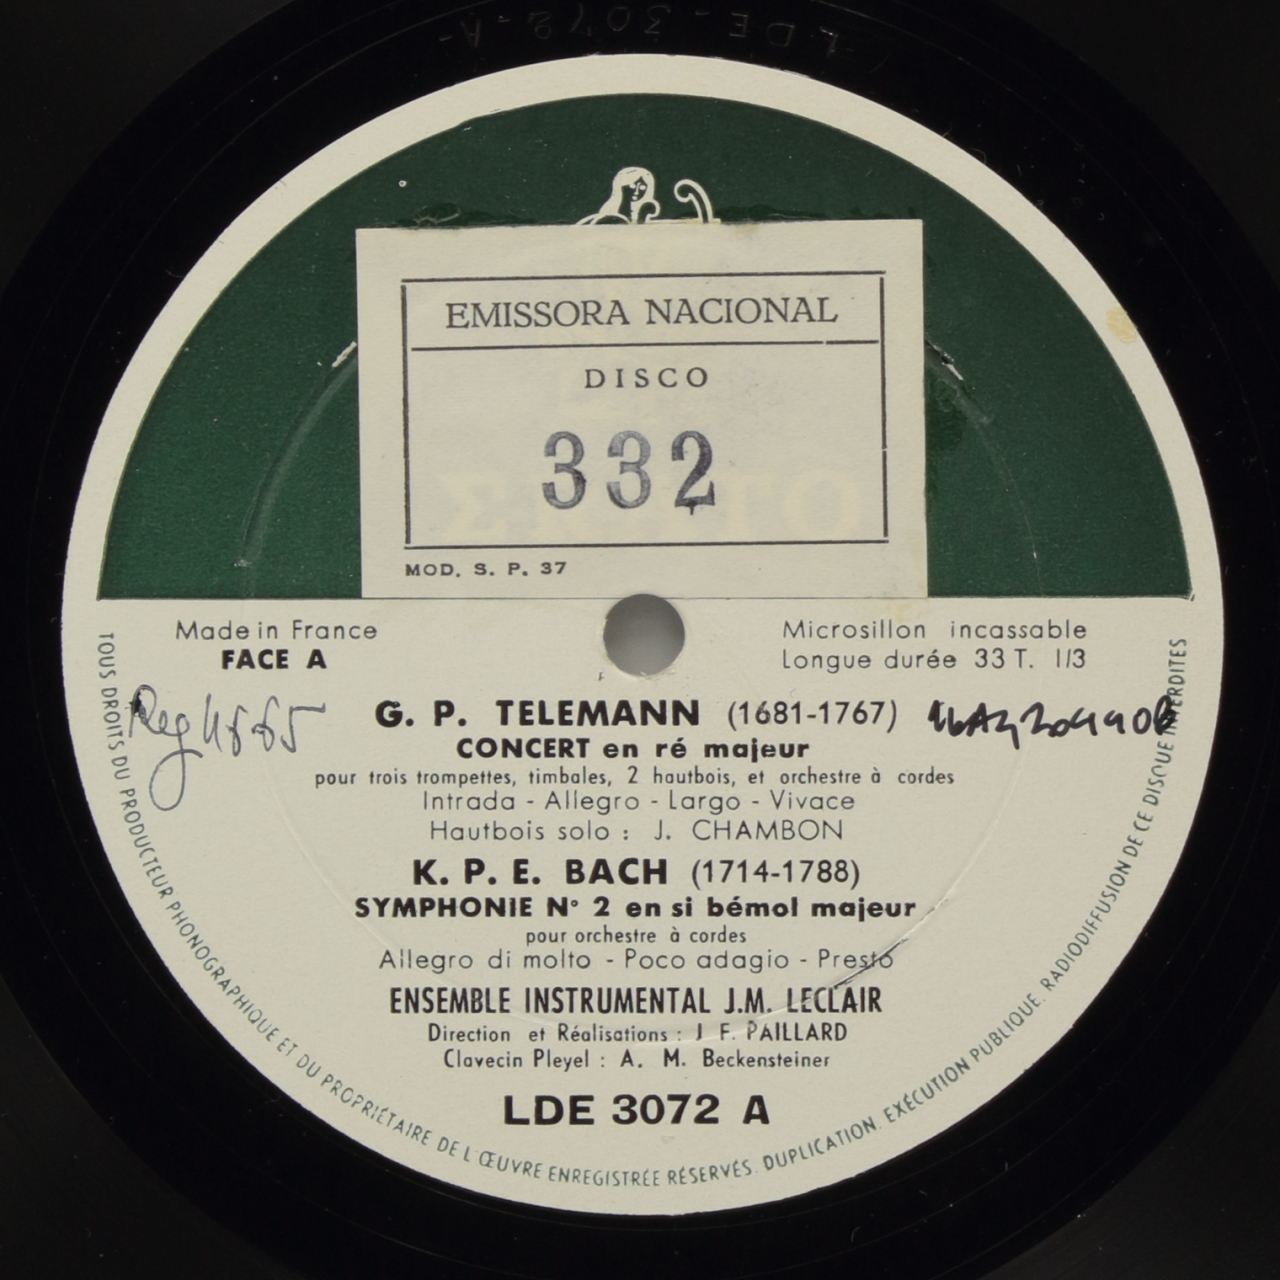 LDE-3072-A-
EMISSORA NACIONAL
DISCO
332
MOD. S. P. 37
Made in France
FACE A
Microsillon incassable
Longue durée 33 T. 1/3
G. P. TELEMANN (1681-1767)
CONCERT en ré majeur
pour trois trompettes, timbales, 2 hautbois, et orchestre à cordes
Intrada - Allegro - Largo - Vivace
Hautbois solo : J. CHAMBON
K. P. E. BACH (1714-1788)
SYMPHONIE N° 2 en si bémol majeur
pour orchestre à cordes
Allegro di molto - Poco adagio - Presto
ENSEMBLE INSTRUMENTAL J.M. LECLAIR
Direction et Réalisations : J F. PAILLARD
Clavecin Pleyel : A. M. Beckensteiner
LDE 3072 A
TOUS DROITS DU PRODUCTEUR PHONOGRAPHIQUE ET DU PROPRIÉTAIRE DE L ŒUVRE ENREGISTRÉE RÉSERVÉS. DUPLICATION. EXÉCUTION PUBLIQUE. RADIODIFFUSION DE CE DISQUE INTERDITES